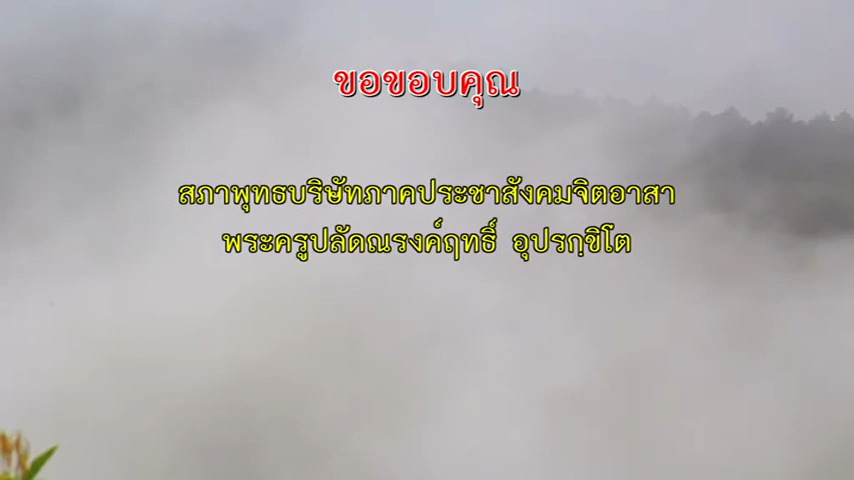 ขอขอบคุณ
สภาพุทธบริษัทภาคประชาสังคมจิตอาสา
พระครูปลัดณรงค์ฤทธิ์ อุปรกฺขิโต